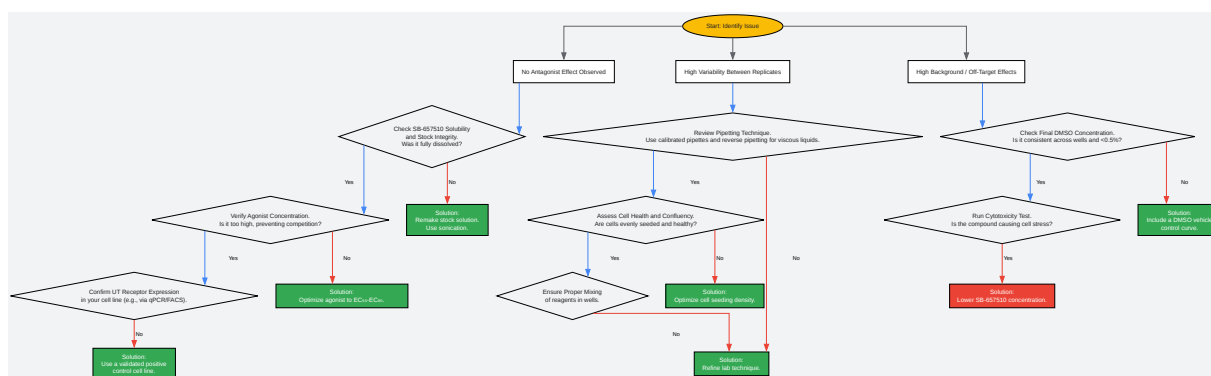 Start: Identify Issue
No Antagonist Effect Observed
High Variability Between Replicates
High Background / Off-Target Effects
Check SB-657510 Solubility
and Stock Integrity.
Was it fully dissolved?
Review Pipetting Technique.
Use calibrated pipettes and reverse pipetting for viscous liquids.
Check Final DMSO Concentration.
Is it consistent across wells and <0.5%?
Yes
No
Yes
Yes
No
Verify Agonist Concentration.
Is it too high, preventing competition?
Solution:
Remake stock solution.
Use sonication.
Assess Cell Health and Confluency.
Are cells evenly seeded and healthy?
Run Cytotoxicity Test.
Is the compound causing cell stress?
Solution:
Include a DMSO vehicle
control curve.
Yes
No
Yes
No
No
Yes
Confirm UT Receptor Expression
in your cell line (e.g., via qPCR/FACS).
Solution:
Optimize agonist to EC₅₀-EC₈₀.
Ensure Proper Mixing
of reagents in wells.
Solution:
Optimize cell seeding density.
Solution:
Lower SB-657510 concentration.
No
No
Solution:
Use a validated positive
control cell line.
Solution:
Refine lab technique.